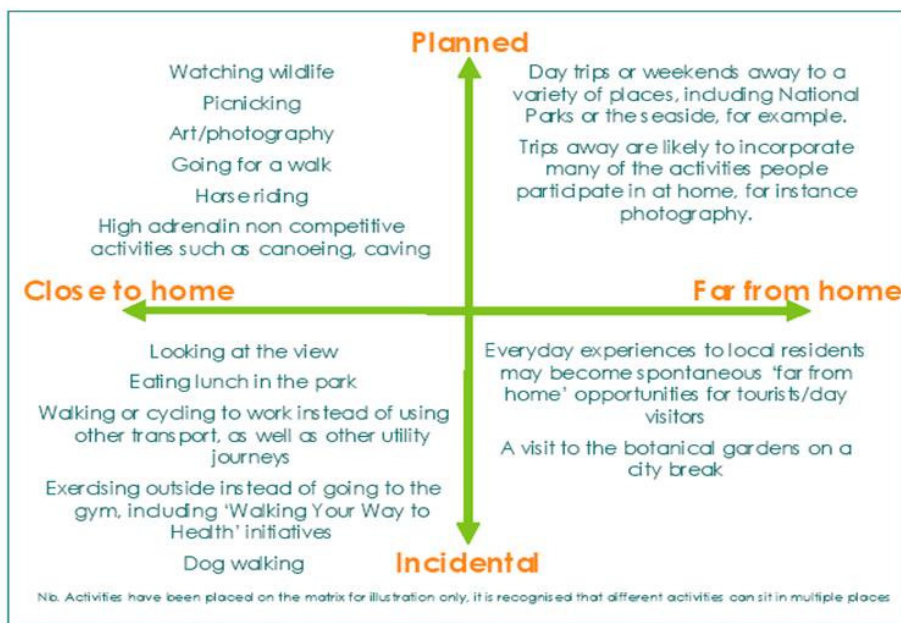 Planned
Watching wildlife
Picnicking
Art/photography
Going for a walk
Horse riding
High adrenalin non competitive
activities such as canoeing, caving
Day trips or weekends away to a
variety of places, including National
Parks or the seaside, for example.
Trips away are likely to incorporate
many of the activities people
participate in at home, for instance
photography.
Close to home
Far from home
Looking at the view
Eating lunch in the park
Walking or cycling to work instead of using
other transport, as well as other utility
journeys
Exercising outside instead of going to the
gym, including ‘Walking Your Way to
Health’ initiatives
Dog walking
Everyday experiences to local residents
may become spontaneous ‘far from
home’ opportunities for tourists/day
visitors
A visit to the botanical gardens on a
city break
Incidental
Nb. Activities have been placed on the matrix for illustration only, it is recognised that different activities can sit in multiple places